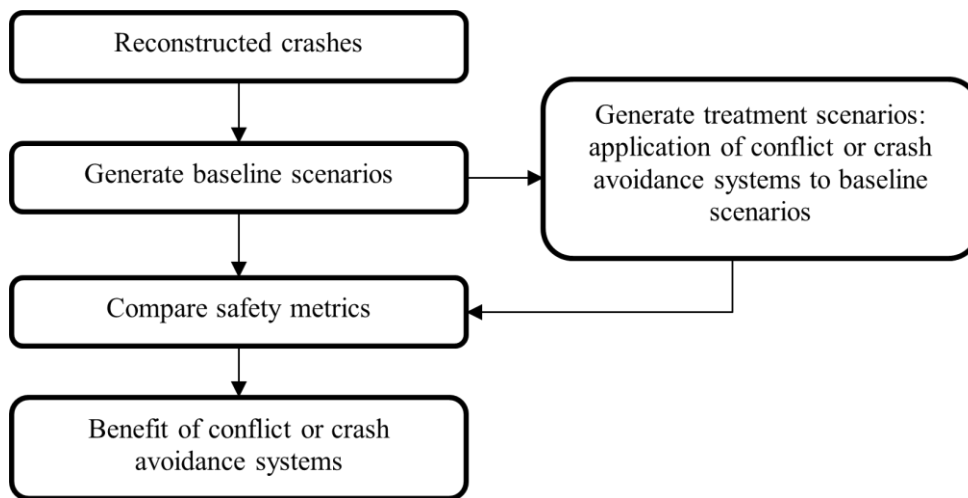 Reconstructed crashes
Generate baseline scenarios
Generate treatment scenarios:
application of conflict or crash
avoidance systems to baseline
scenarios
Compare safety metrics
Benefit of conflict or crash
avoidance systems